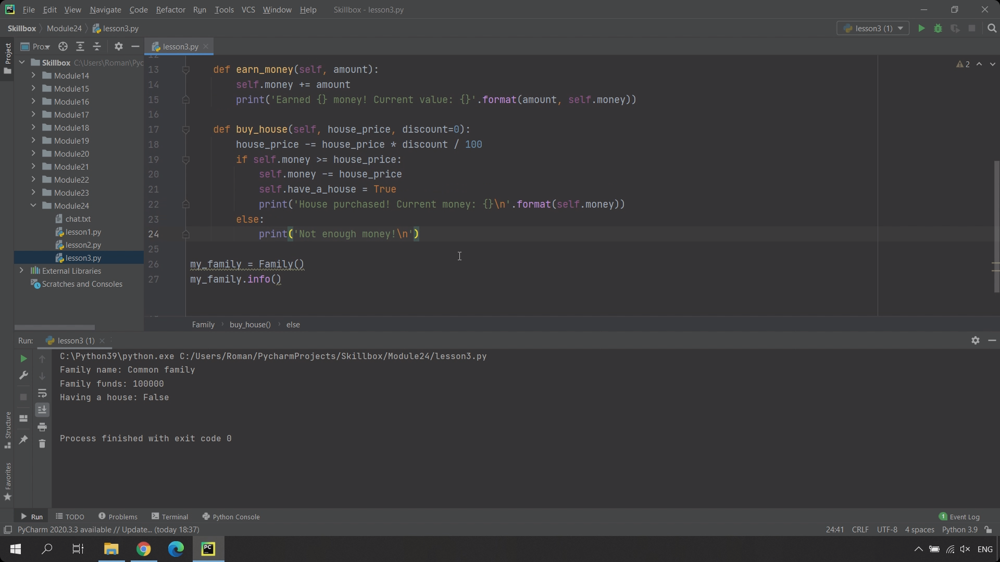 File Edit View Navigate Code Refactor Run Tools VCS Window Help Skillbox - lesson3.py
Skillbox Module24 lesson3.py lesson3 (1)
Project
Pro... lesson3.py
Skillbox C:\Users\Roman\Pyc
Module14
Module15
Module16
Module17
Module18
Module19
Module20
Module21
Module22
Module23
Module24
chat.txt
lesson1.py
lesson2.py
lesson3.py
External Libraries
Scratches and Consoles
2
12
13 def earn_money(self, amount):
14 self.money += amount
15 print('Earned {} money! Current value: {}'.format(amount, self.money))
16
17 def buy_house(self, house_price, discount=0):
18 house_price -= house_price * discount / 100
19 if self.money >= house_price:
20 self.money -= house_price
21 self.have_a_house = True
22 print('House purchased! Current money: {}\n'.format(self.money))
23 else:
24 print('Not enough money!\n')
25
26 my_family = Family()
27 my_family.info()
Family buy_house() else
Run: lesson3 (1)
C:\Python39\python.exe C:/Users/Roman/PycharmProjects/Skillbox/Module24/lesson3.py
Family name: Common family
Family funds: 100000
Having a house: False
Process finished with exit code 0
Structure
Favorites
Run TODO Problems Terminal Python Console 1 Event Log
PyCharm 2020.3.3 available // Update... (today 18:37) 24:41 CRLF UTF-8 4 spaces Python 3.9
PC ENG